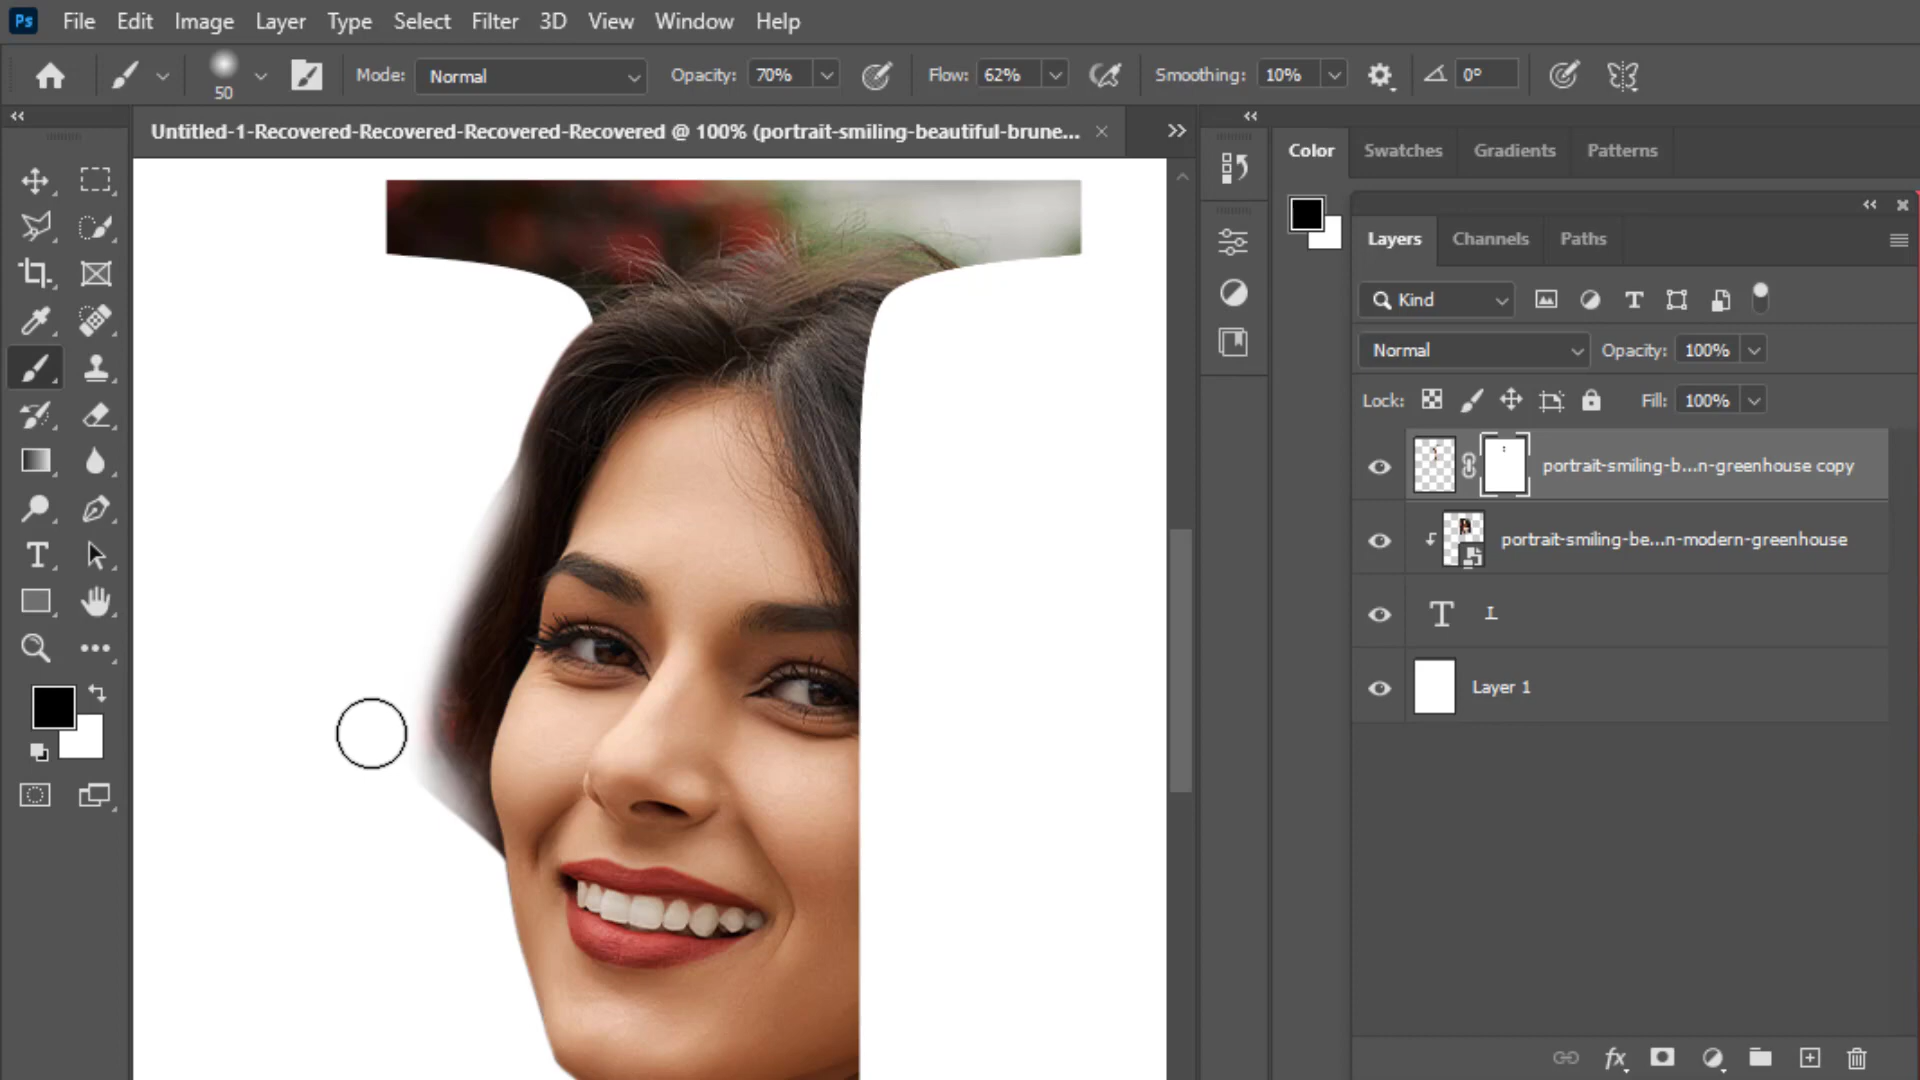 Ps File Edit Image Layer Type Select Filter 3D View Window Help
50 Mode: Normal Opacity: 70% Flow: 62% Smoothing: 10% 0°
Untitled-1-Recovered-Recovered-Recovered-Recovered @ 100% (portrait-smiling-beautiful-brune...
Color Swatches Gradients Patterns
Layers Channels Paths
Kind
Normal Opacity: 100%
Lock: Fill: 100%
portrait-smiling-b...n-greenhouse copy
portrait-smiling-be...n-modern-greenhouse
T I
Layer 1
fx